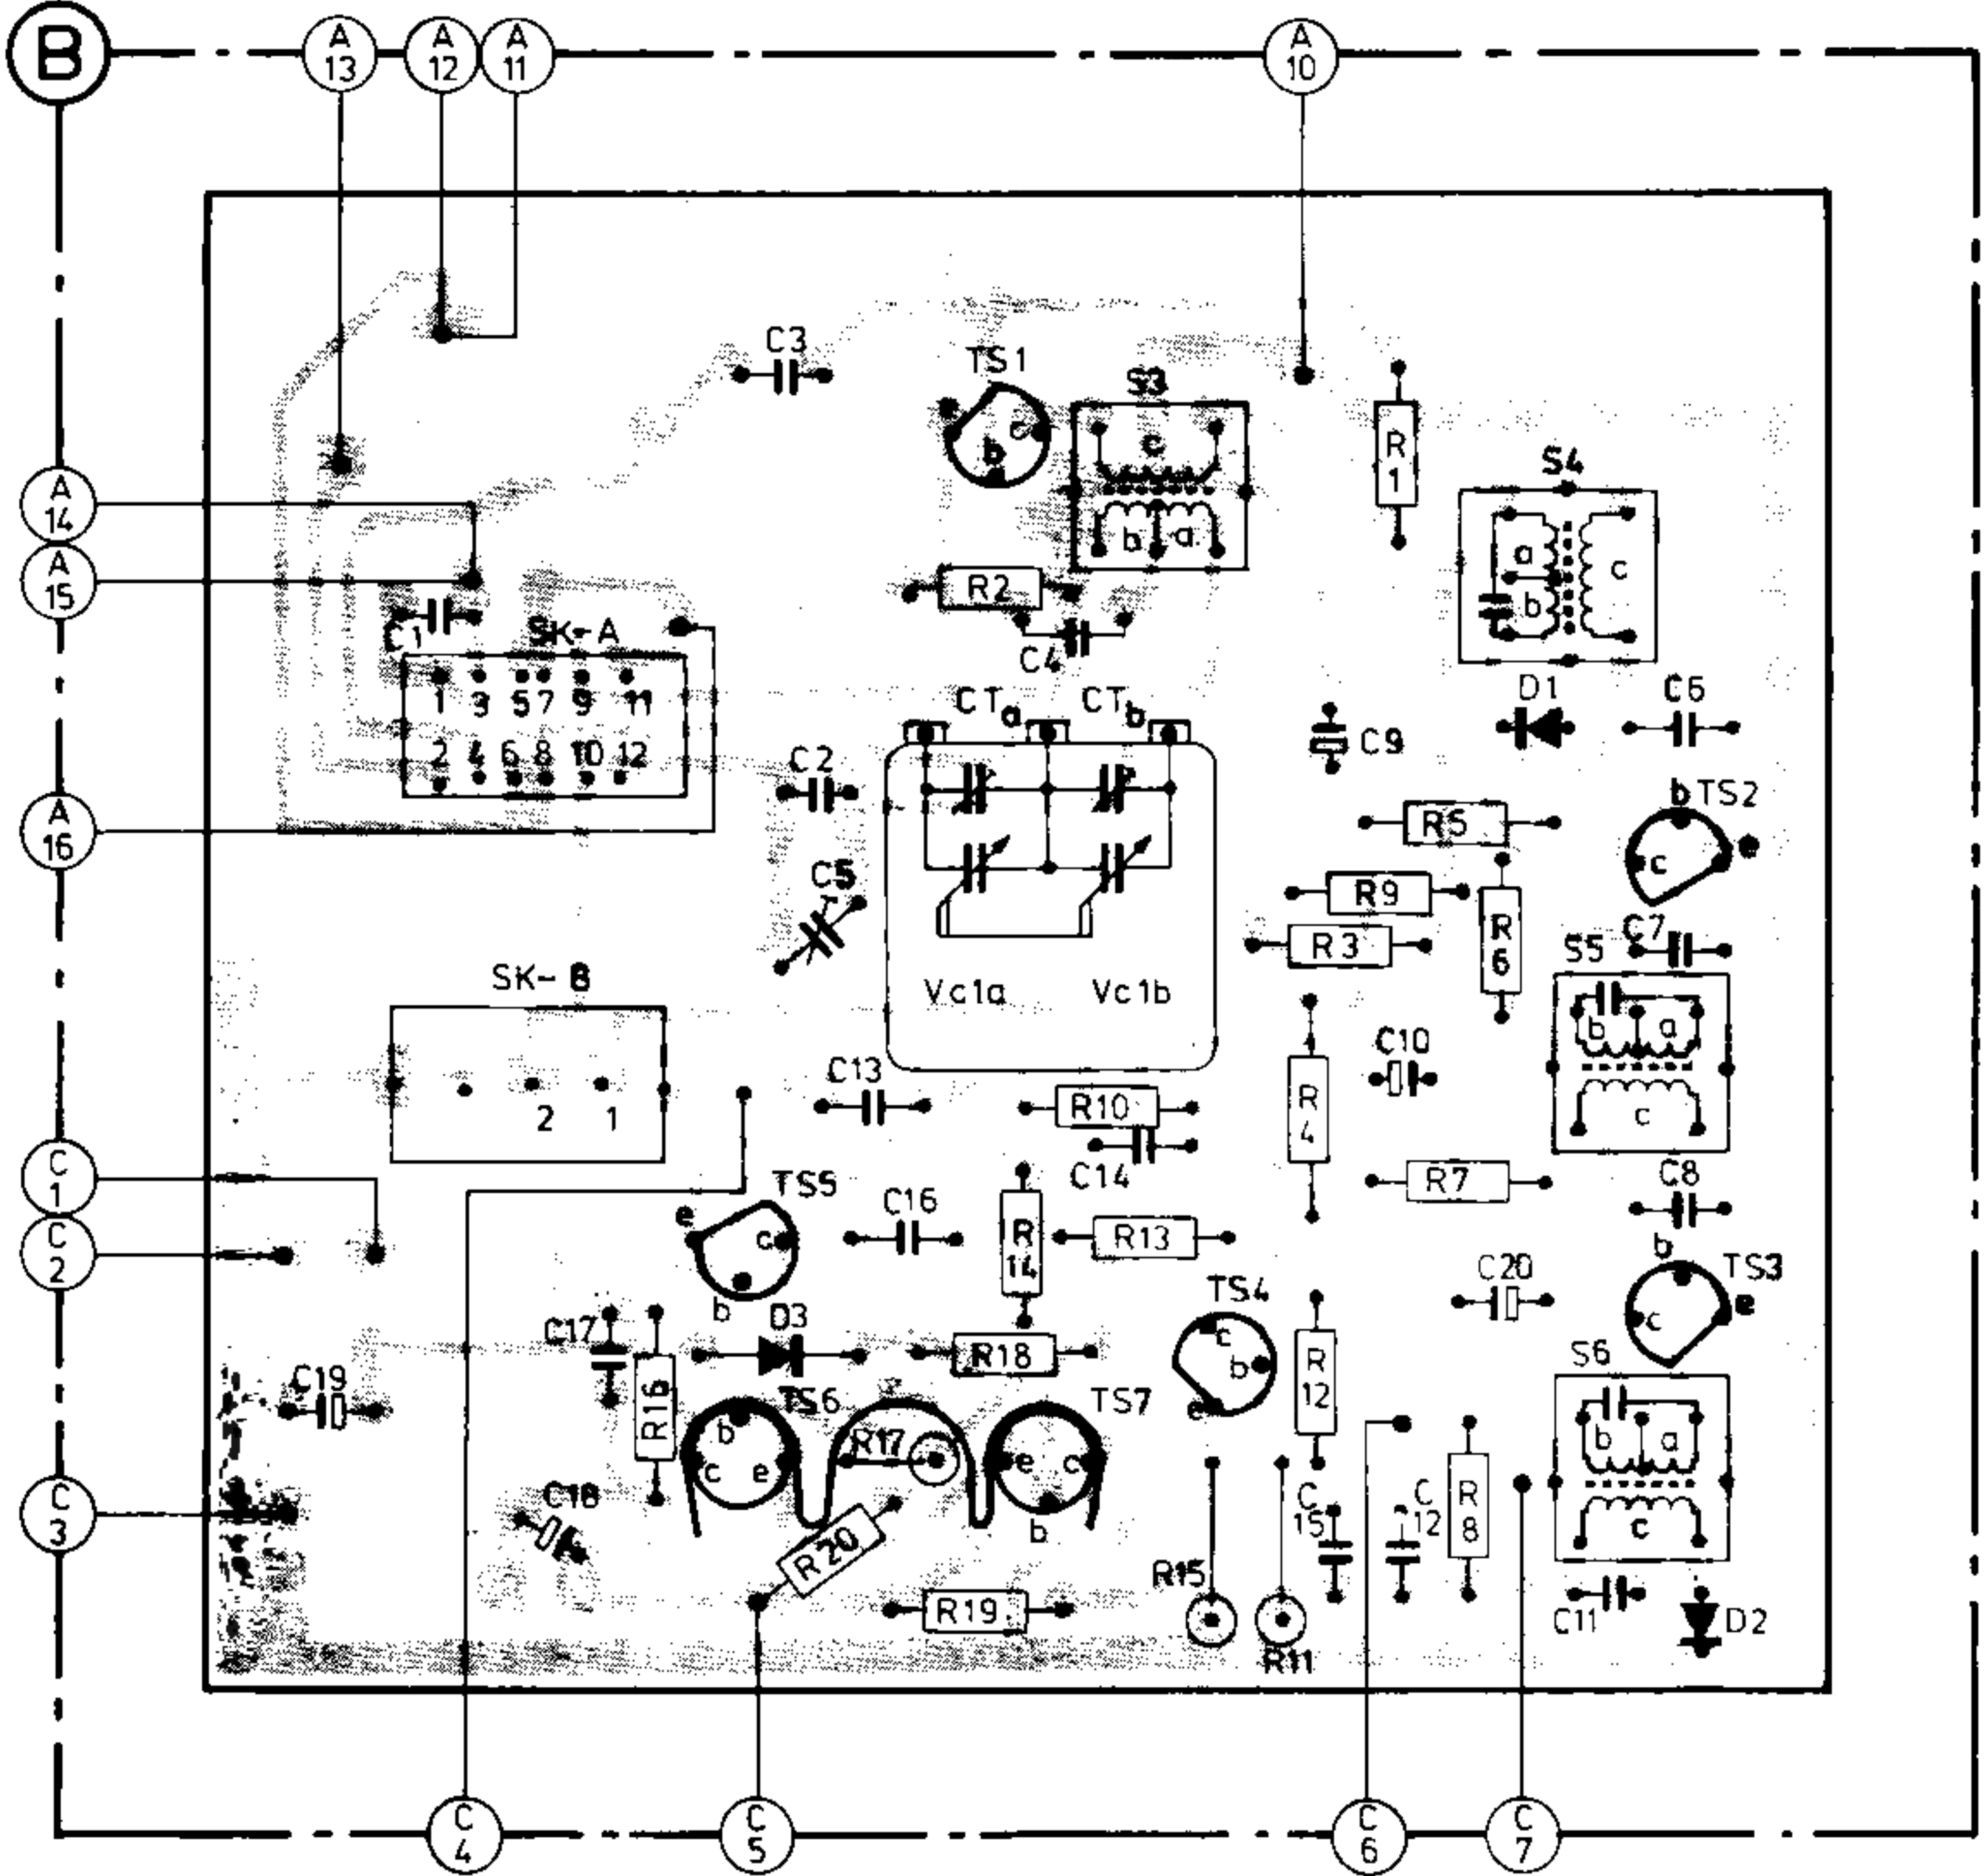 B
A 13
A 12
A 11
A 10
C3
TS1
e
c
b
S3
c
b a
R 1
S4
a
b
c
A 14
A 15
R2
C1
SK-A
C4
1 3 5 7 9 11
2 4 6 8 10 12
CTa CTb
D1
C6
C9
C2
A 16
R5
b TS2
c
e
C5
R9
R3
R 6
C7
S5
b a
c
SK-B
Vc1a Vc1b
2 1
C13
R10
C14
R 4
C10
R7
C8
C 1
C 2
TS5
e
c
b
C16
R 14
R13
TS4
c
b
e
C20
b
TS3
c
e
C17
D3
R18
R 12
S6
b a
c
C19
R16
TS6
b
c e
R17
TS7
e c
b
C 3
C18
R20
R19
R15
R11
C 15
C 12
R 8
C11
D2
C 4
C 5
C 6
C 7